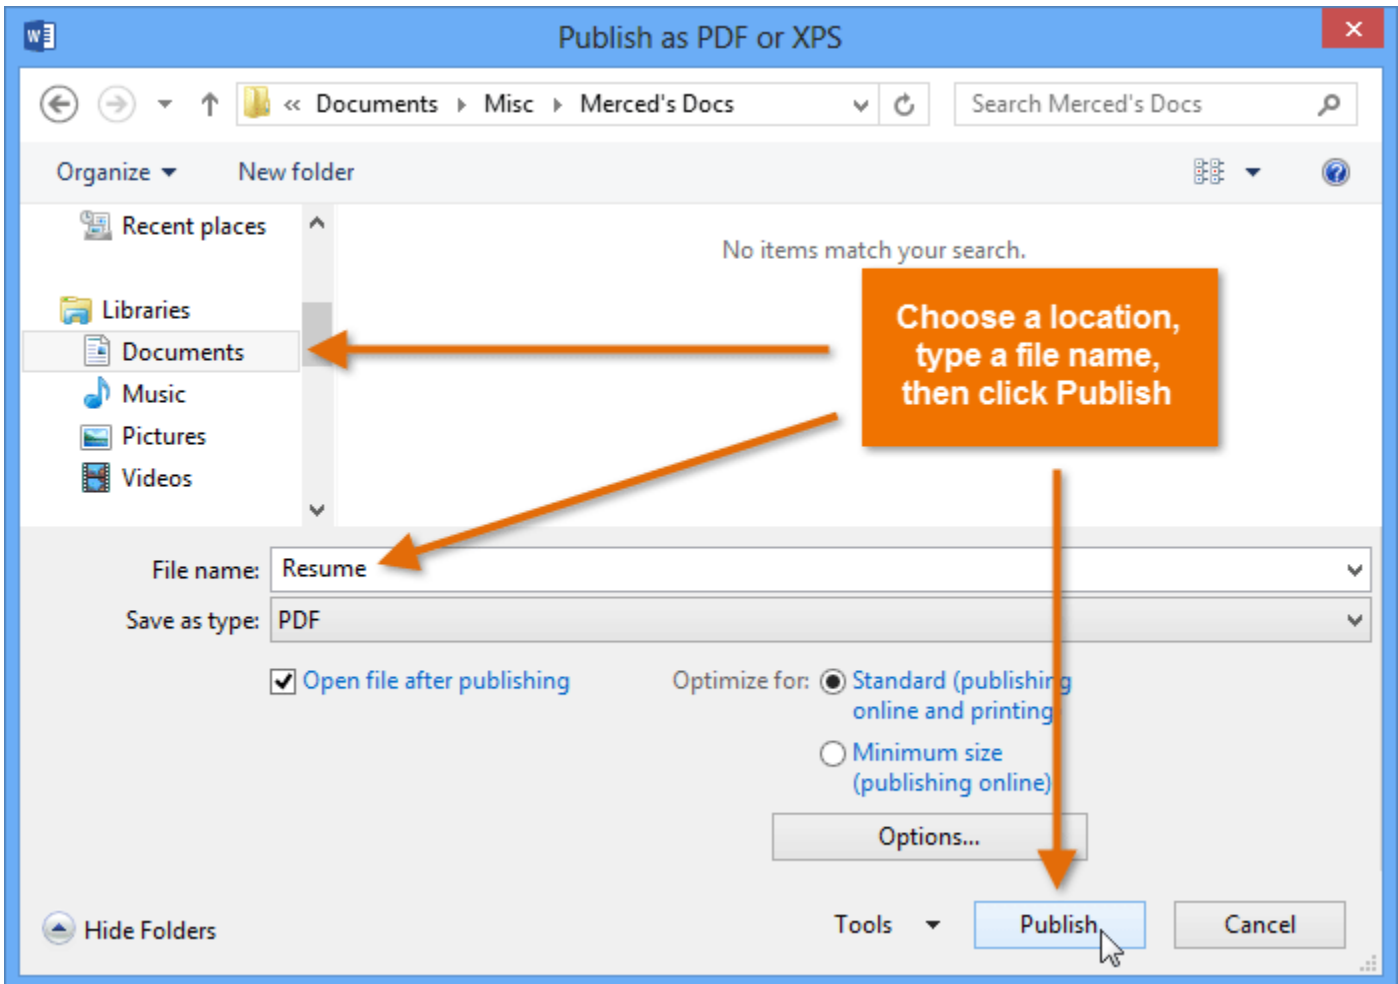 Publish as PDF or XPS
« Documents Misc Merced's Docs
Search Merced's Docs
Organize
New folder
Recent places
Libraries
Documents
Music
Pictures
Videos
No items match your search.
Choose a location,
type a file name,
then click Publish
File name: Resume
Save as type: PDF
Open file after publishing
Optimize for:
Standard (publishing
online and printing)
Minimum size
(publishing online)
Options...
Hide Folders
Tools
Publish
Cancel